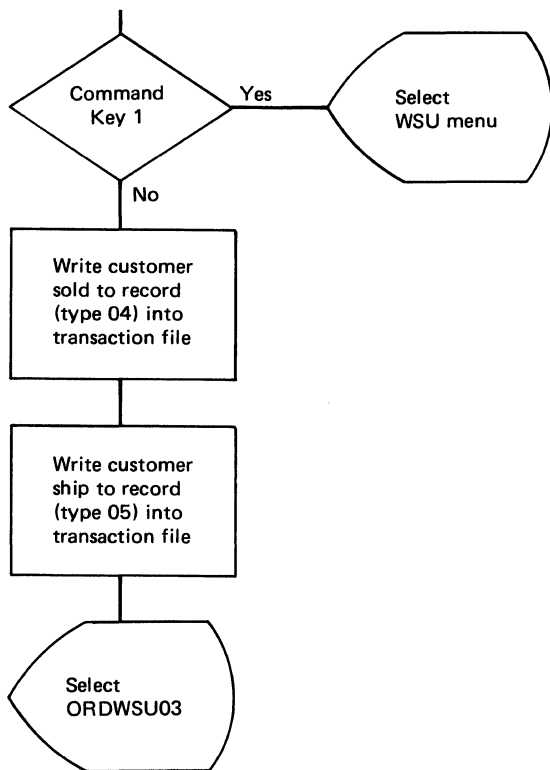 Command
Key 1
Yes
Select
WSU menu
No
Write customer
sold to record
(type 04) into
transaction file
Write customer
ship to record
(type 05) into
transaction file
Select
ORDWSU03